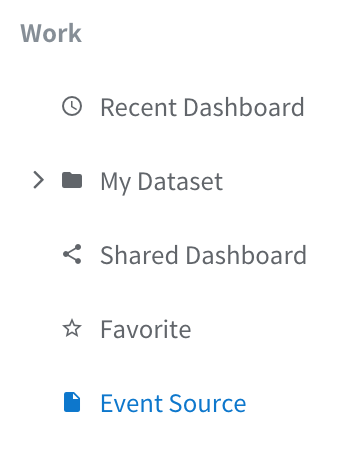 Work
Recent Dashboard
My Dataset
Shared Dashboard
Favorite
Event Source